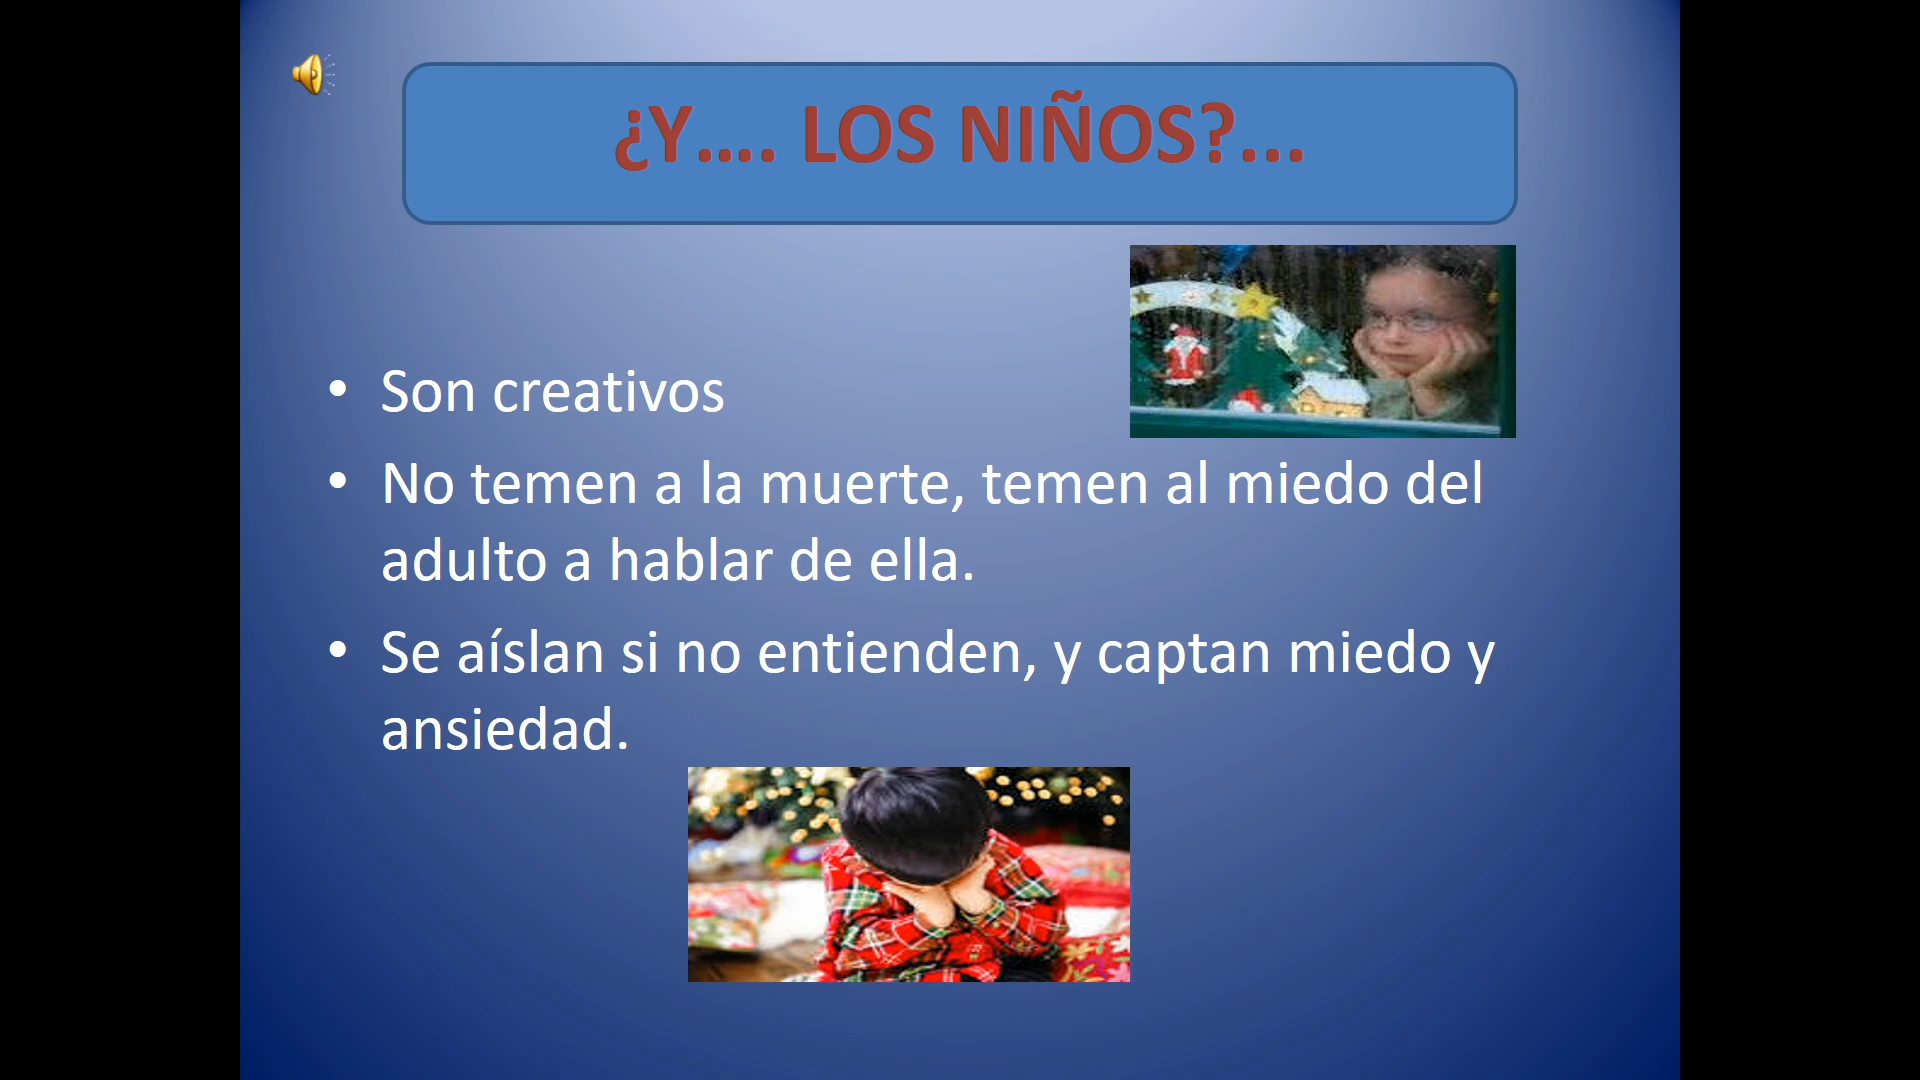 ¿Y.... LOS NIÑOS?...
• Son creativos
• No temen a la muerte, temen al miedo del
adulto a hablar de ella.
• Se aíslan si no entienden, y captan miedo y
ansiedad.